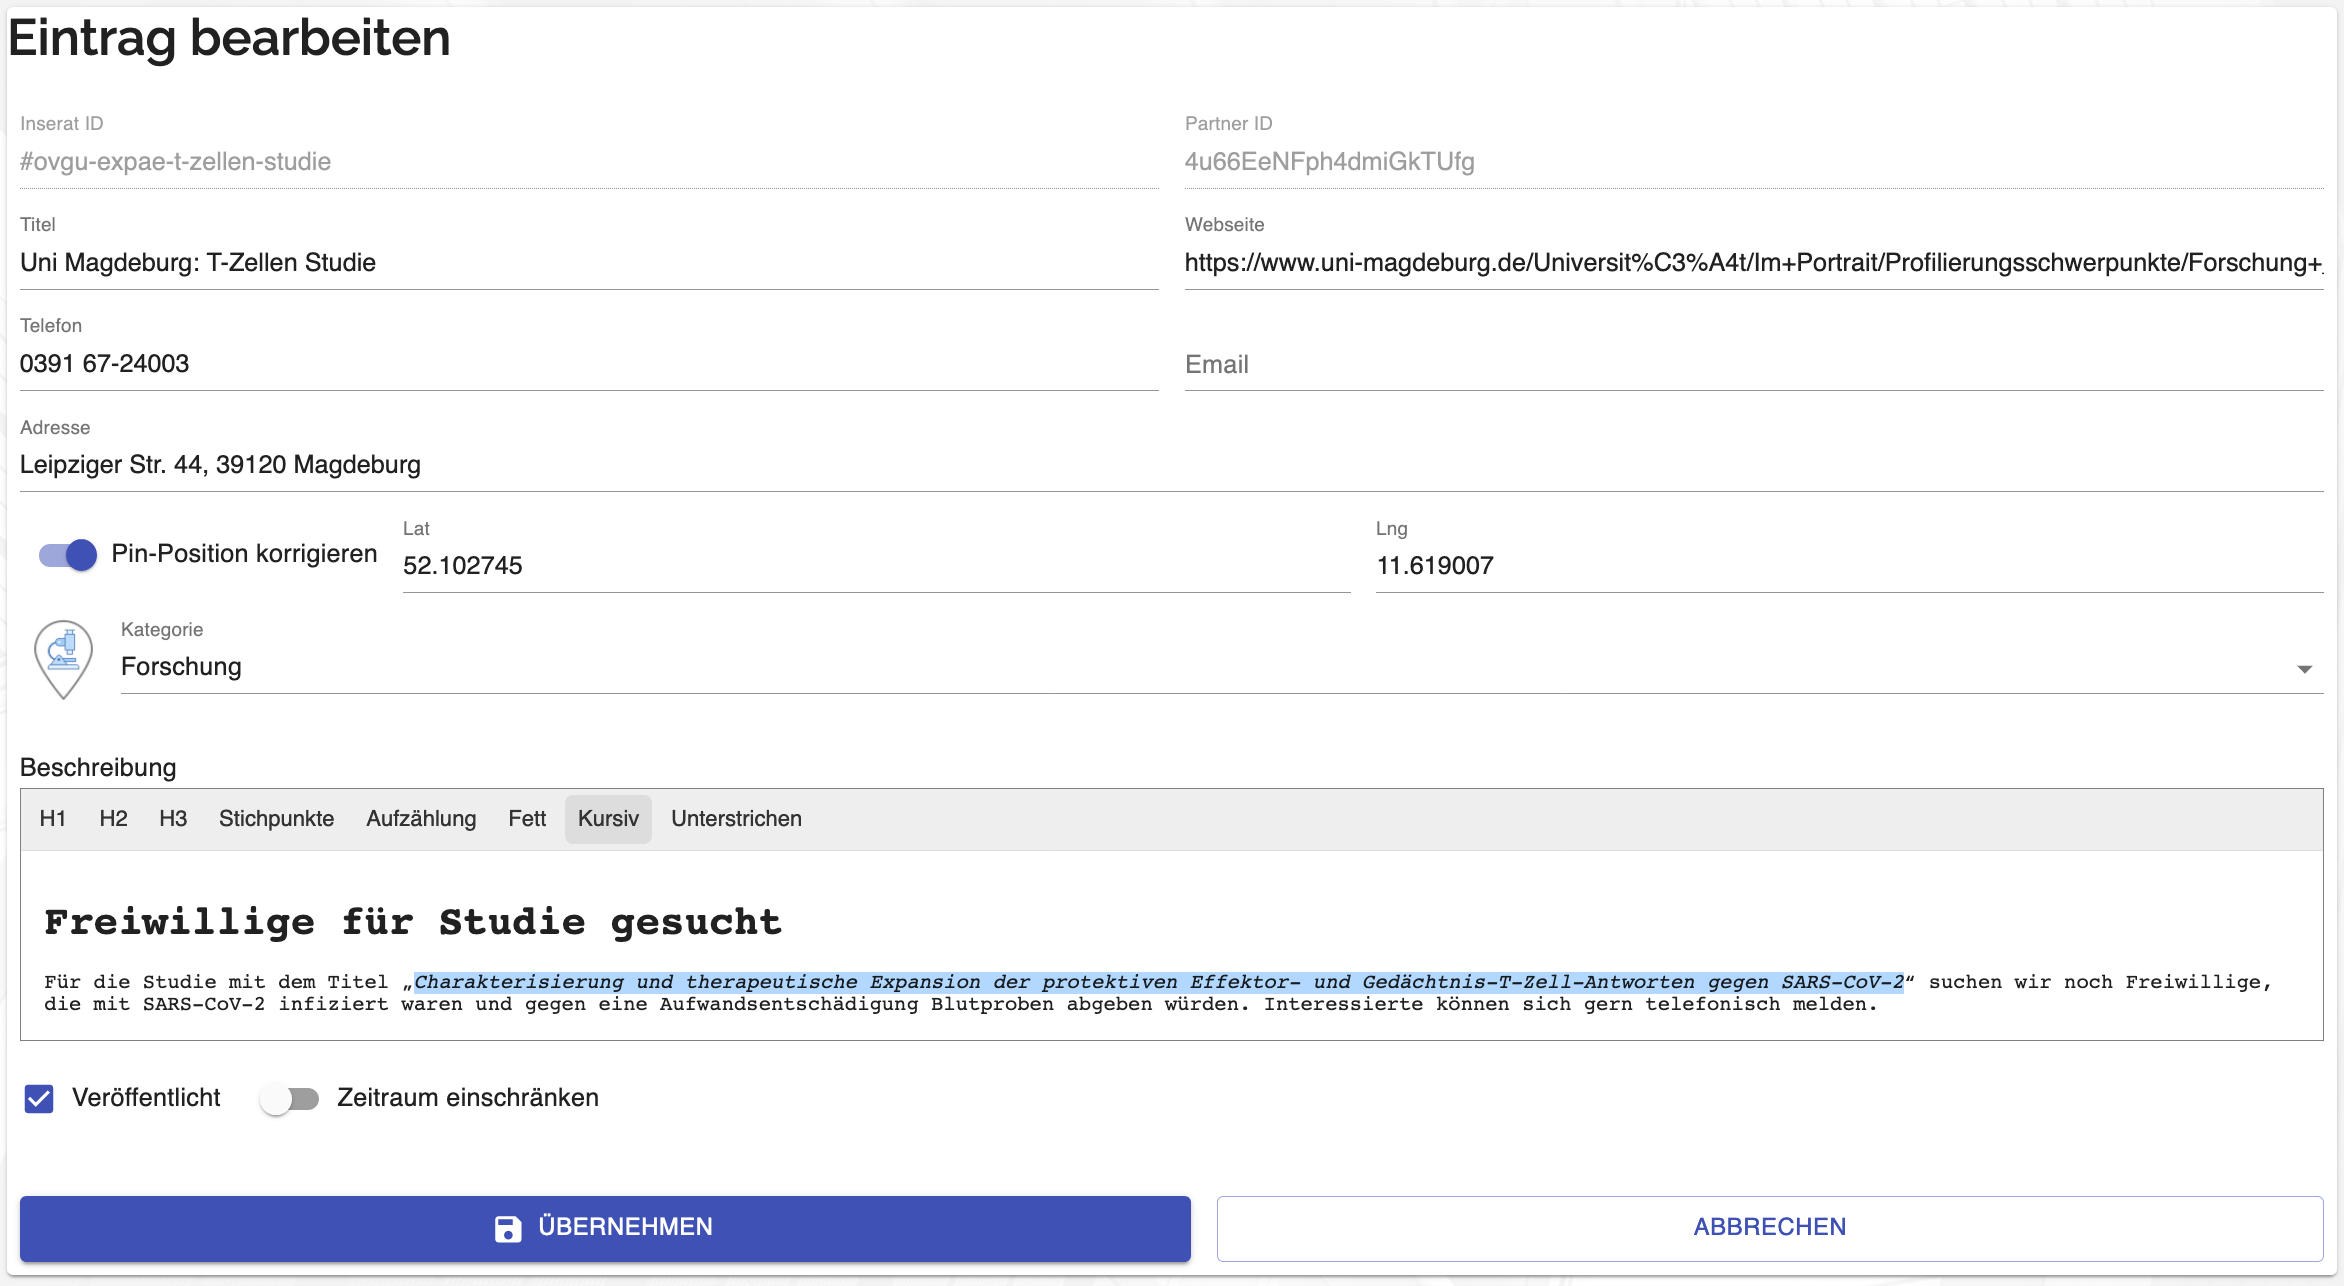 Eintrag bearbeiten
Inserat ID
#ovgu-expae-t-zellen-studie
Partner ID
4u66EeNFph4dmiGkTUfg
Titel
Uni Magdeburg: T-Zellen Studie
Webseite
https://www.uni-magdeburg.de/Universit%C3%A4t/Im+Portrait/Profilierungsschwerpunkte/Forschung+_
Telefon
0391 67-24003
Email
Adresse
Leipziger Str. 44, 39120 Magdeburg
Pin-Position korrigieren
Lat
52.102745
Lng
11.619007
Kategorie
Forschung
Beschreibung
H1 H2 H3 Stichpunkte Aufzählung Fett Kursiv Unterstrichen
Freiwillige für Studie gesucht
Für die Studie mit dem Titel „Charakterisierung und therapeutische Expansion der protektiven Effektor- und Gedächtnis-T-Zell-Antworten gegen SARS-CoV-2“ suchen wir noch Freiwillige,
die mit SARS-CoV-2 infiziert waren und gegen eine Aufwandsentschädigung Blutproben abgeben würden. Interessierte können sich gern telefonisch melden.
Veröffentlicht
Zeitraum einschränken
ÜBERNEHMEN
ABBRECHEN